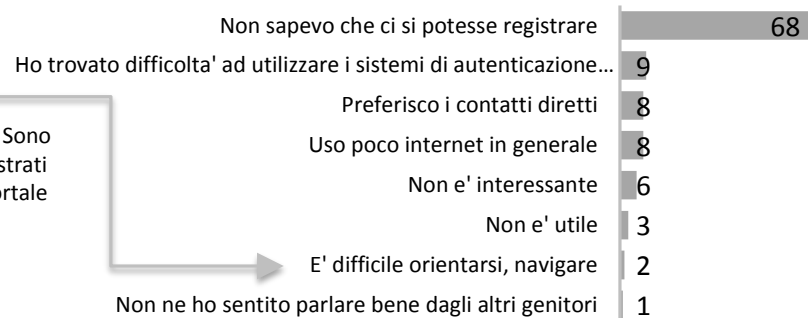 Non sapevo che ci si potesse registrare 68
Ho trovato difficolta' ad utilizzare i sistemi di autenticazione… 9
Preferisco i contatti diretti 8
Sono
Uso poco internet in generale 8
strati
Non e' interessante 6
ortale
Non e' utile 3
E' difficile orientarsi, navigare 2
Non ne ho sentito parlare bene dagli altri genitori 1